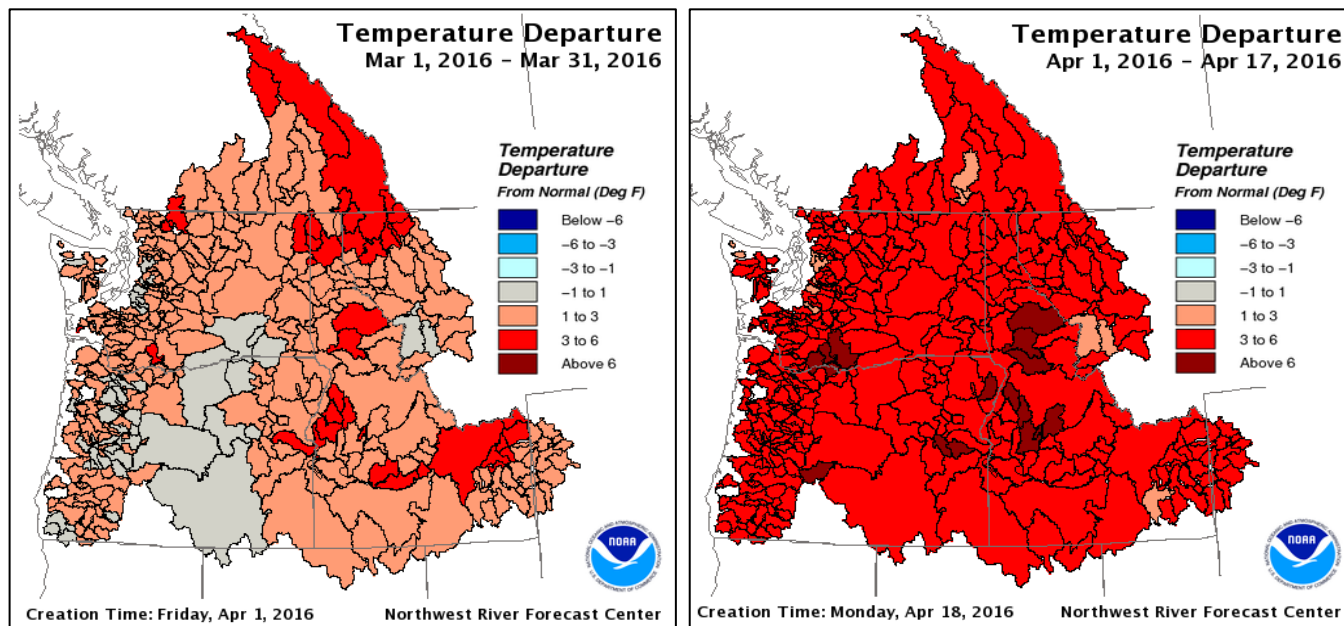 Temperature Departure
Mar 1, 2016 – Mar 31, 2016
Temperature
Departure
From Normal (Deg F)
Below −6
−6 to −3
−3 to −1
−1 to 1
1 to 3
3 to 6
Above 6
NOAA
Creation Time: Friday, Apr 1, 2016
Northwest River Forecast Center
Temperature Departure
Apr 1, 2016 – Apr 17, 2016
Temperature
Departure
From Normal (Deg F)
Below −6
−6 to −3
−3 to −1
−1 to 1
1 to 3
3 to 6
Above 6
NOAA
Creation Time: Monday, Apr 18, 2016
Northwest River Forecast Center